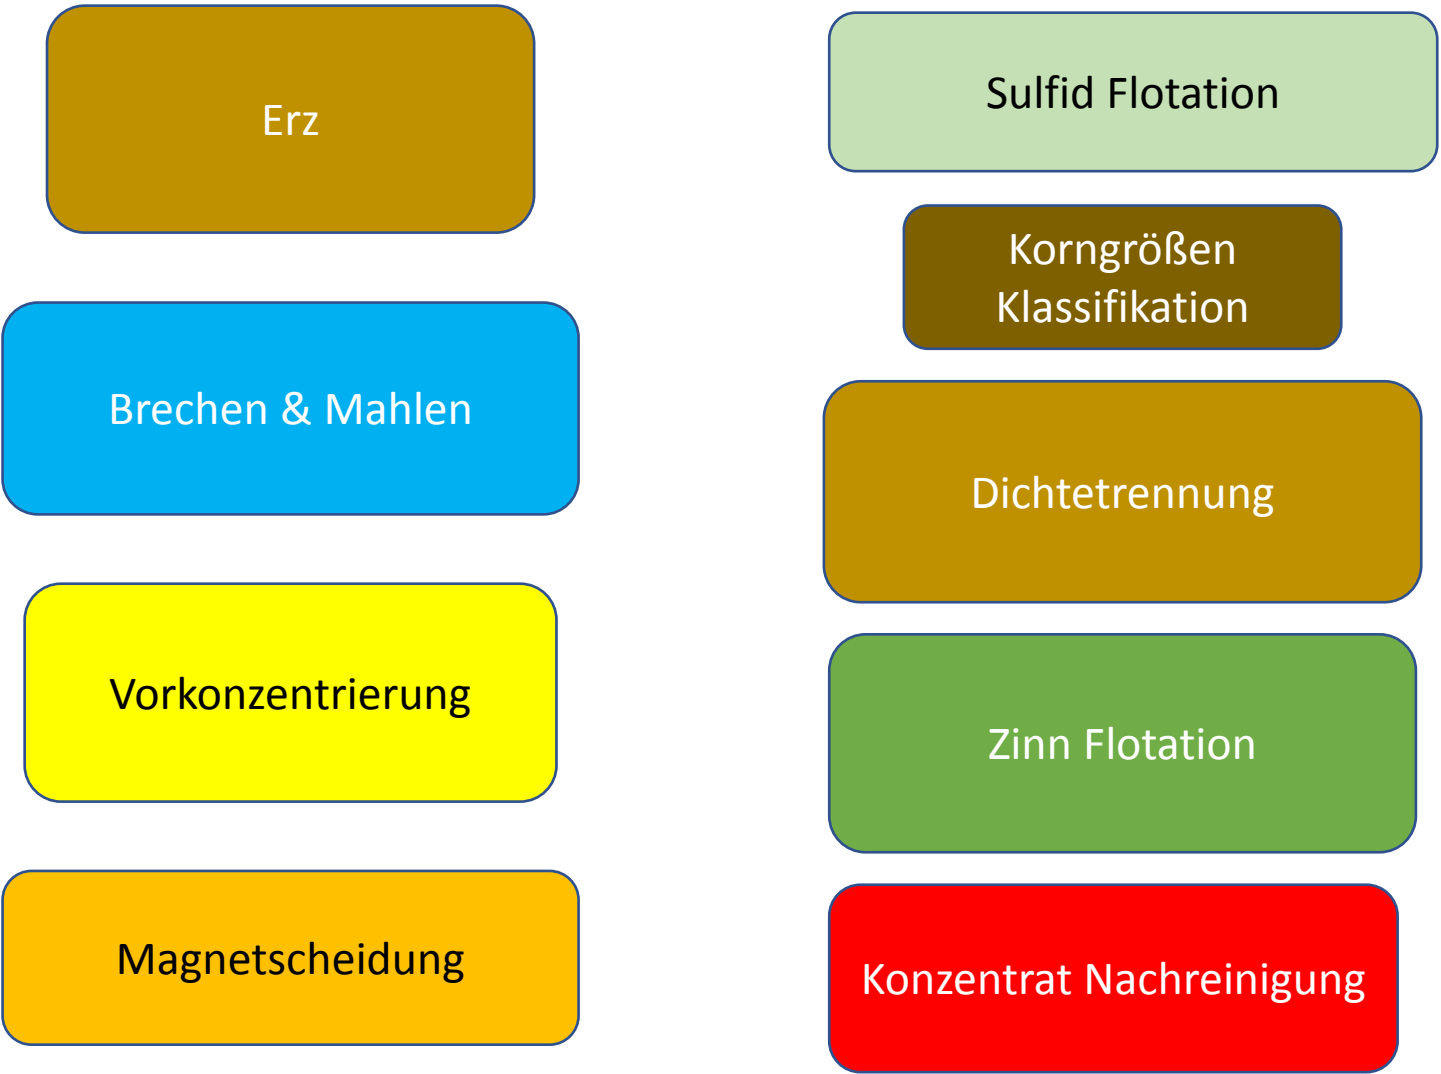 Erz
Brechen & Mahlen
Vorkonzentrierung
Magnetscheidung
Sulfid Flotation
Korngrößen
Klassifikation
Dichtetrennung
Zinn Flotation
Konzentrat Nachreinigung